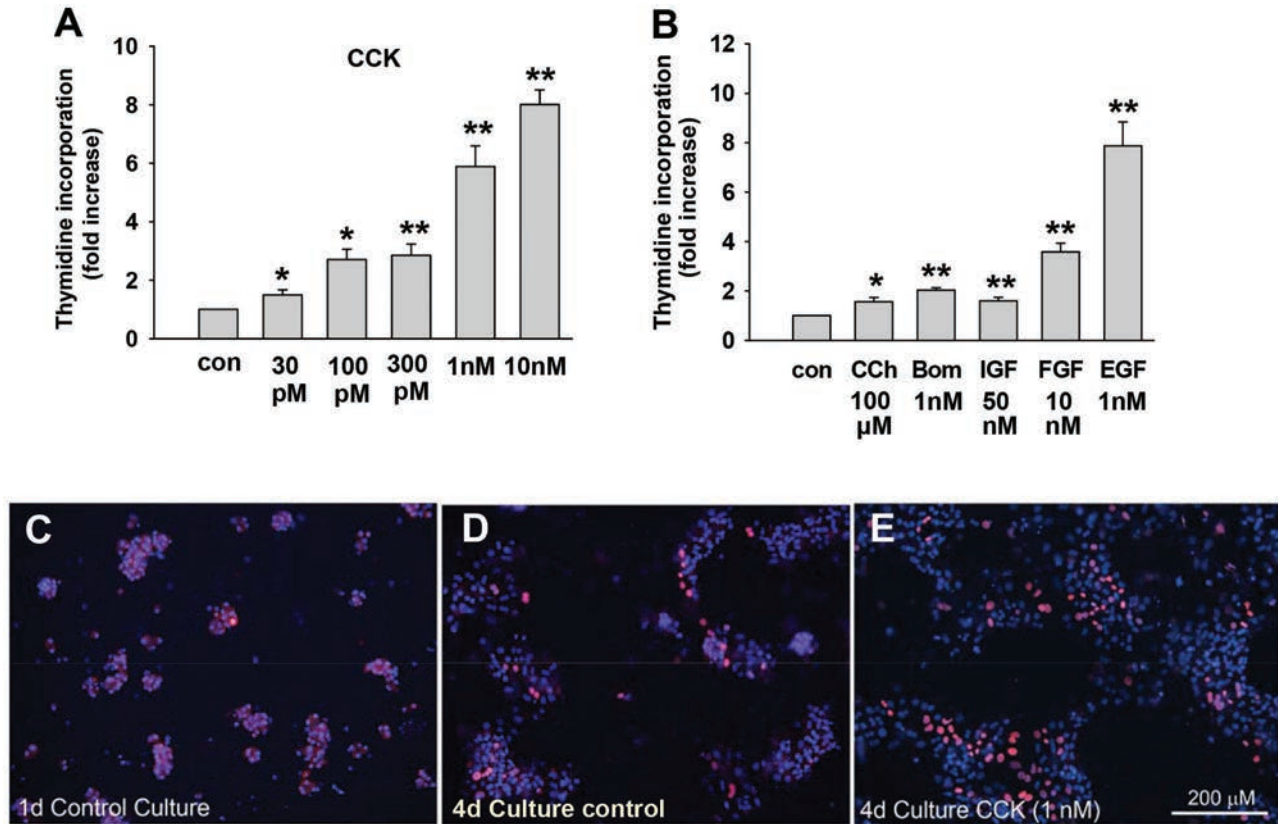 A
CCK
Thymidine incorporation
(fold increase)
10
8
6
4
2
0
*
*
**
**
**
con
30
pM
100
pM
300
pM
1nM
10nM
B
Thymidine incorporation
(fold increase)
12
10
8
6
4
2
0
*
**
**
**
**
con
CCh
100
µM
Bom
1nM
IGF
50
nM
FGF
10
nM
EGF
1nM
C
1d Control Culture
D
4d Culture control
E
4d Culture CCK (1 nM)
200 µM